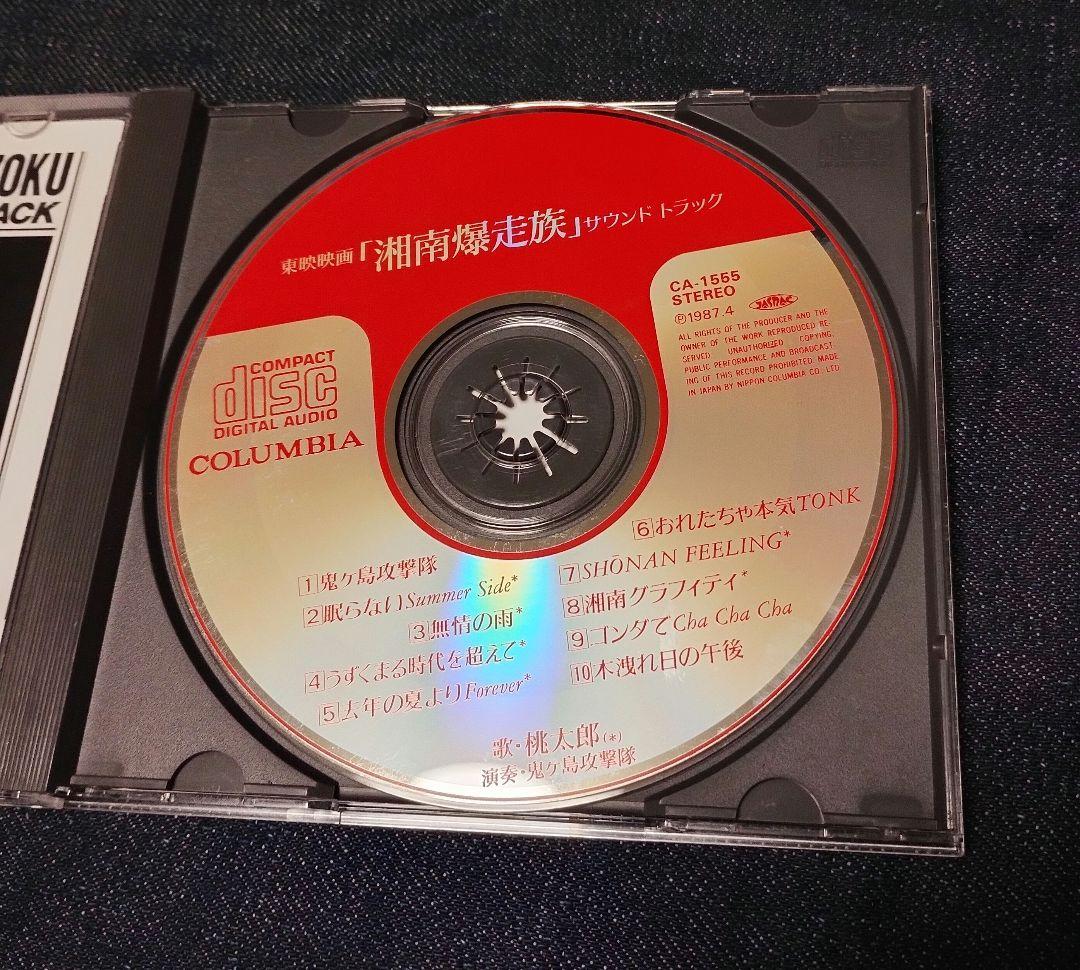 ZOKU
ACK
東映映画「湘南爆走族」サウンド トラック
CA-1555
STEREO
Ⓟ1987.4
JASRAC
ALL RIGHTS OF THE PRODUCER AND THE
OWNER OF THE WORK REPRODUCED RE-
SERVED UNAUTHORIZED COPYING,
PUBLIC PERFORMANCE AND BROADCAST-
ING OF THIS RECORD PROHIBITED. MADE
IN JAPAN BY NIPPON COLUMBIA CO., LTD
COMPACT
disc
DIGITAL AUDIO
COLUMBIA
1 鬼ヶ島攻撃隊
2 眠らないSummer Side*
3 無情の雨*
4 うずくまる時代を超えて*
5 去年の夏よりForever*
6 おれたちゃ本気TONK
7 SHŌNAN FEELING*
8 湘南グラフィティ*
9 ゴンダでCha Cha Cha
10 木洩れ日の午後
歌・桃太郎(*)
演奏・鬼ヶ島攻撃隊